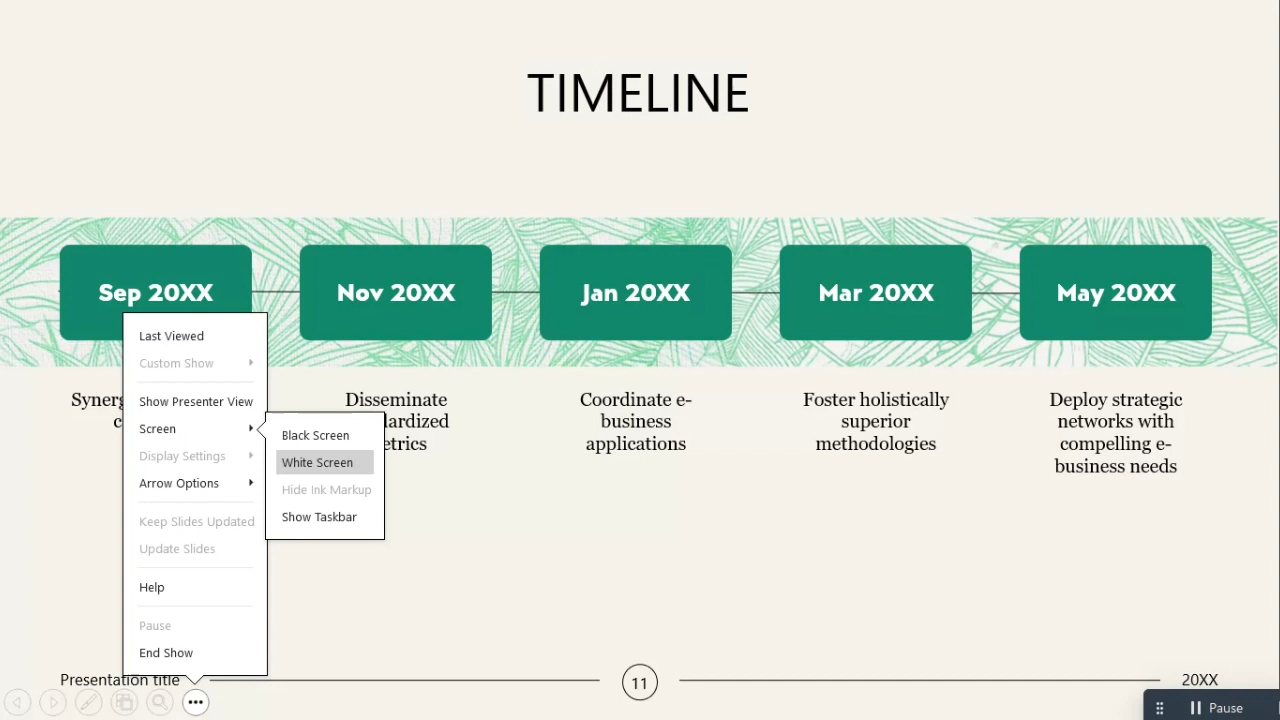 TIMELINE
Sep 20XX
Nov 20XX
Jan 20XX
Mar 20XX
May 20XX
Disseminate
metrics
Coordinate e-
business
applications
Foster holistically
superior
methodologies
Deploy strategic
networks with
compelling e-
business needs
Last Viewed
Custom Show
Show Presenter View
Screen
Display Settings
Arrow Options
Keep Slides Updated
Update Slides
Help
Pause
End Show
Black Screen
White Screen
Hide Ink Markup
Show Taskbar
Presentation title
11
20XX
Pause